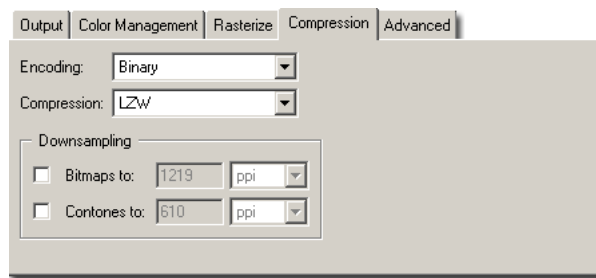 Output Color Management Rasterize Compression Advanced
Encoding: Binary
Compression: LZW
Downsampling
Bitmaps to: 1219 ppi
Contones to: 610 ppi